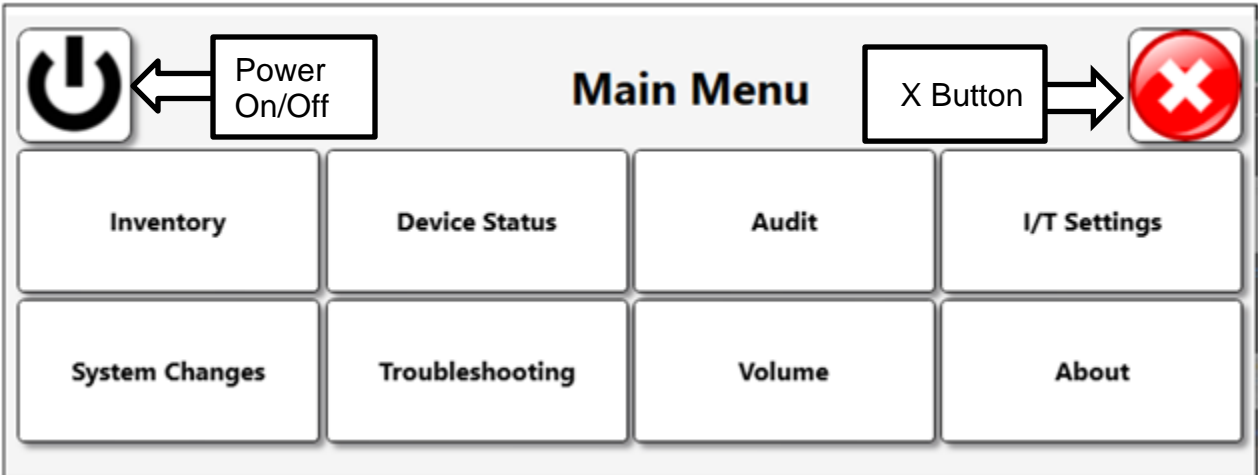 Power
On/Off
Main Menu
X Button
Inventory
Device Status
Audit
I/T Settings
System Changes
Troubleshooting
Volume
About